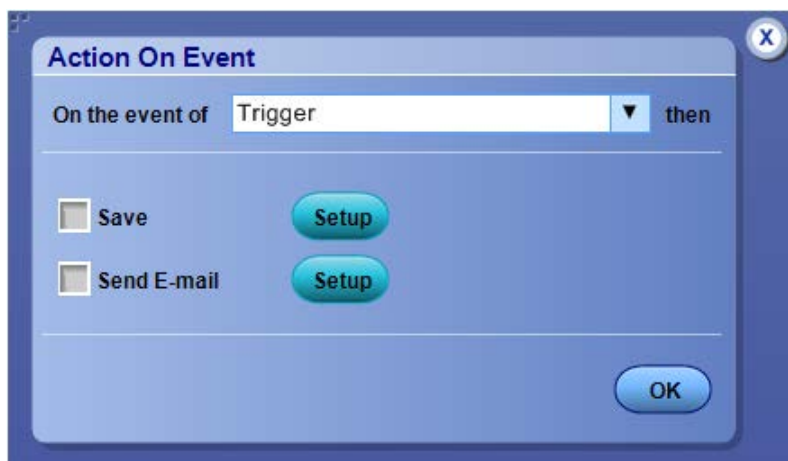 X
Action On Event
On the event of Trigger ▼ then
Save Setup
Send E-mail Setup
OK